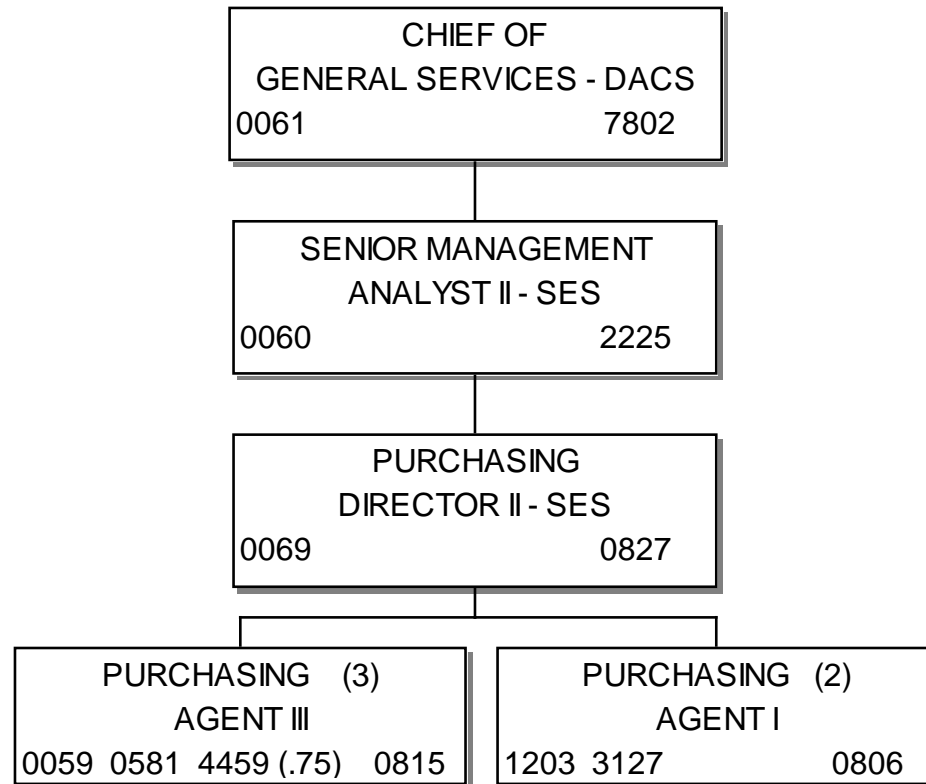 CHIEF OF
GENERAL SERVICES - DACS
0061 7802
SENIOR MANAGEMENT
ANALYST II - SES
0060 2225
PURCHASING
DIRECTOR II - SES
0069 0827
PURCHASING (3)
AGENT III
0059 0581 4459 (.75) 0815
PURCHASING (2)
AGENT I
1203 3127 0806